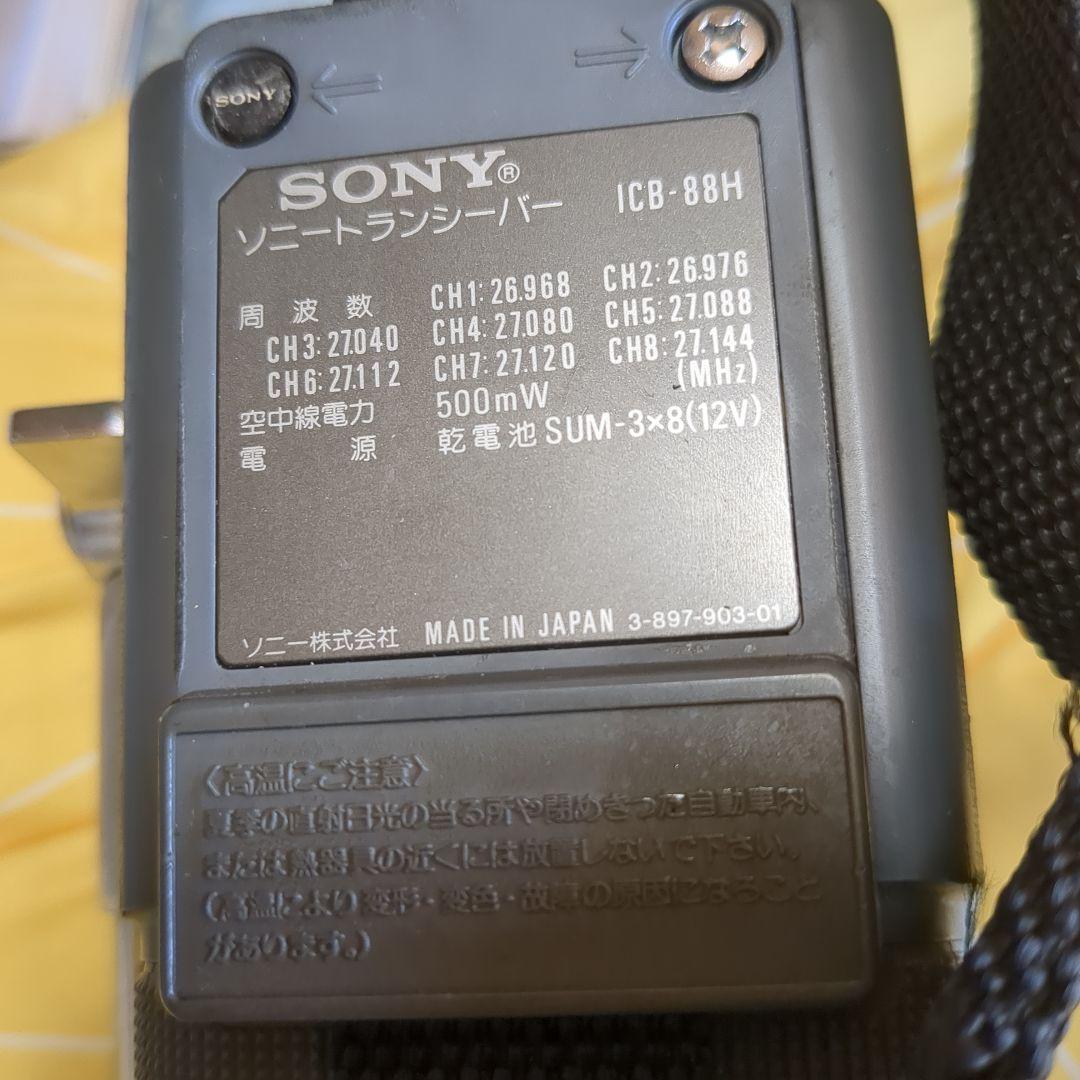 SONY
SONY®
ソニートランシーバー ICB-88H
周波数 CH1:26.968 CH2:26.976
CH3:27.040 CH4:27.080 CH5:27.088
CH6:27.112 CH7:27.120 CH8:27.144
(MHz)
空中線電力 500mW
電源 乾電池SUM-3×8(12V)
ソニー株式会社 MADE IN JAPAN 3-897-903-01
〈高温にご注意〉
夏季の直射日光の当る所や閉めきった自動車内、
または熱器具の近くには放置しないで下さい。
(高温により変形・変色・故障の原因になること
があります。)